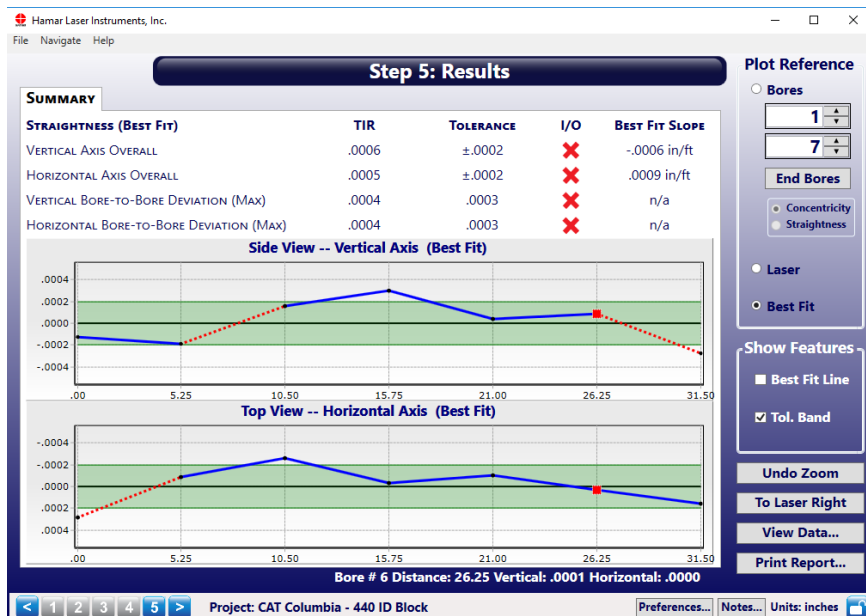 Hamar Laser Instruments, Inc.
File Navigate Help
Step 5: Results
SUMMARY
STRAIGHTNESS (BEST FIT) TIR TOLERANCE I/O BEST FIT SLOPE
VERTICAL AXIS OVERALL .0006 ±.0002 -.0006 in/ft
HORIZONTAL AXIS OVERALL .0005 ±.0002 .0009 in/ft
VERTICAL BORE-TO-BORE DEVIATION (MAX) .0004 .0003 n/a
HORIZONTAL BORE-TO-BORE DEVIATION (MAX) .0004 .0003 n/a
Side View -- Vertical Axis (Best Fit)
.0004
.0002
.0000
-.0002
-.0004
.00 5.25 10.50 15.75 21.00 26.25 31.50
Top View -- Horizontal Axis (Best Fit)
-.0004
-.0002
.0000
.0002
.0004
.00 5.25 10.50 15.75 21.00 26.25 31.50
Bore # 6 Distance: 26.25 Vertical: .0001 Horizontal: .0000
Plot Reference
Bores
1
7
End Bores
Concentricity
Straightness
Laser
Best Fit
Show Features
Best Fit Line
Tol. Band
Undo Zoom
To Laser Right
View Data...
Print Report...
< 1 2 3 4 5 > Project: CAT Columbia - 440 ID Block Preferences... Notes... Units: inches